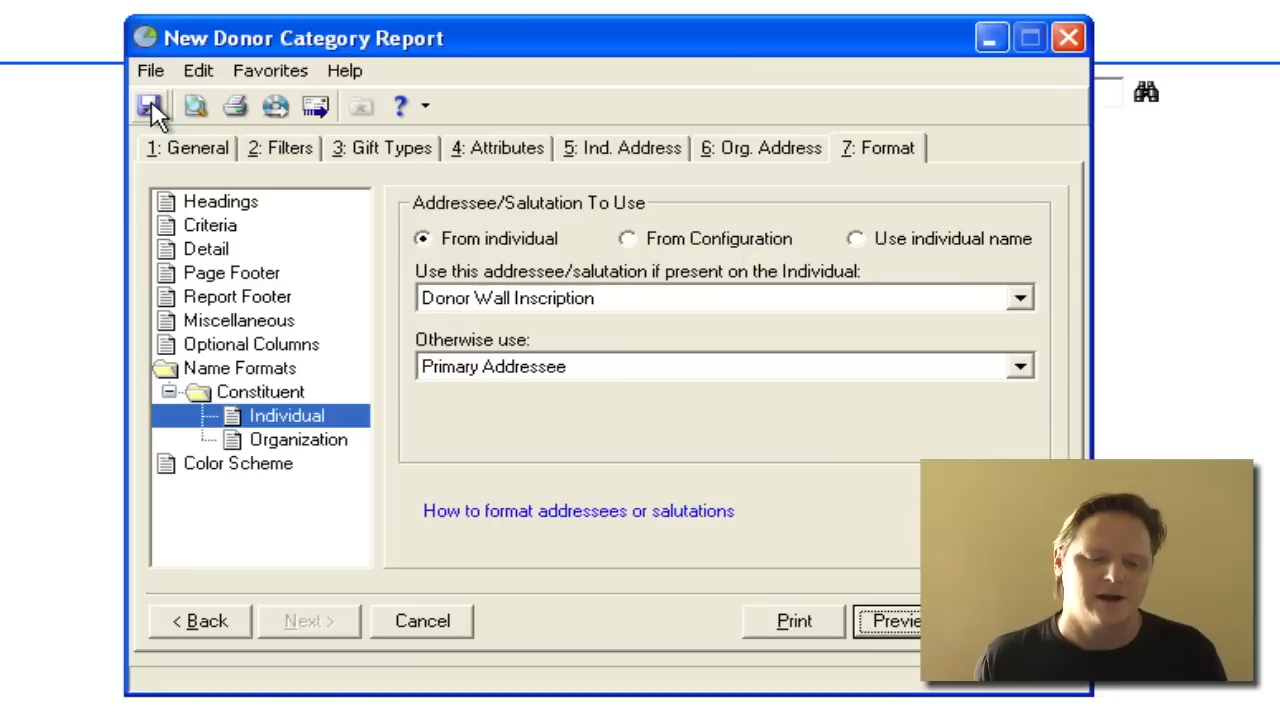 New Donor Category Report
File Edit Favorites Help
1: General 2: Filters 3: Gift Types 4: Attributes 5: Ind. Address 6: Org. Address 7: Format
Headings
Criteria
Detail
Page Footer
Report Footer
Miscellaneous
Optional Columns
Name Formats
Constituent
Individual
Organization
Color Scheme
Addressee/Salutation To Use
From individual From Configuration Use individual name
Use this addressee/salutation if present on the Individual:
Donor Wall Inscription
Otherwise use:
Primary Addressee
How to format addressees or salutations
< Back Next > Cancel Print Previe